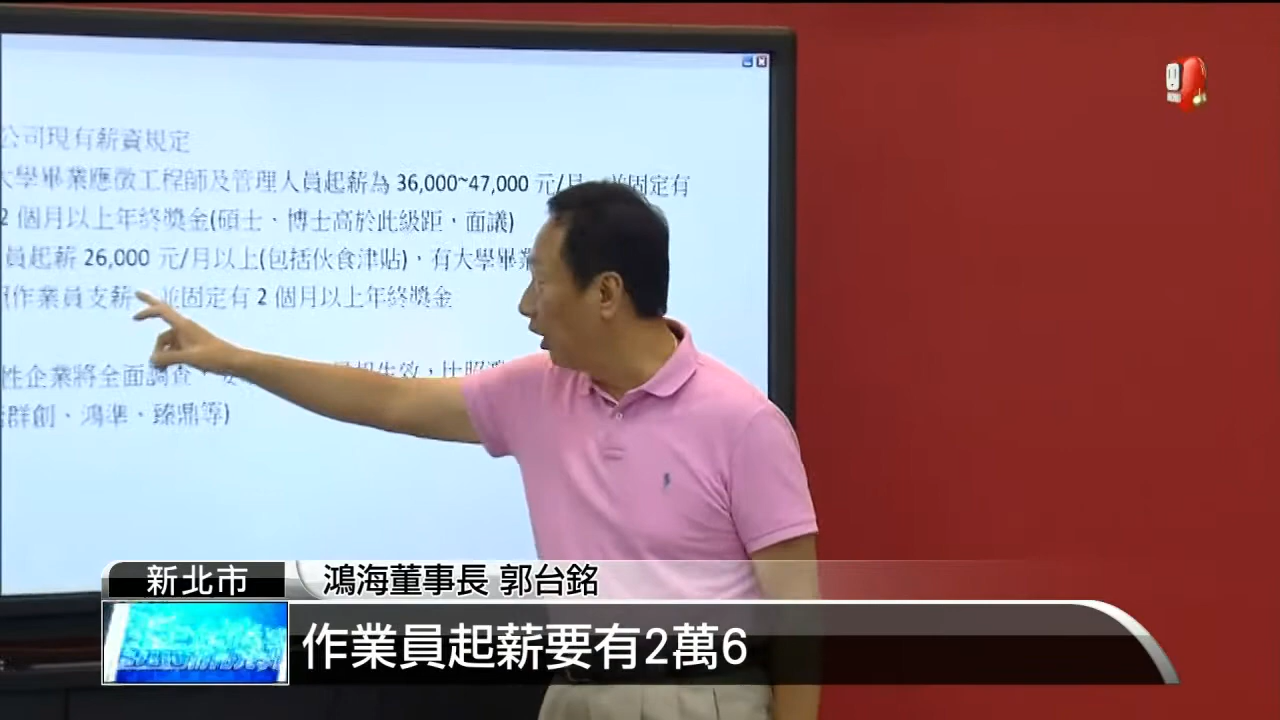 公司現有薪資規定
大學畢業應徵工程師及管理人員起薪為 36,000~47,000 元/月 並固定有
2 個月以上年終獎金(碩士、博士高於此級距,面議)
員起薪 26,000 元/月以上(包括伙食津貼),有大學畢業
作業員支薪 並固定有 2 個月以上年終獎金
性企業將全面調查,
群創、鴻準、臻鼎等)
新北市
鴻海董事長 郭台銘
作業員起薪要有2萬6